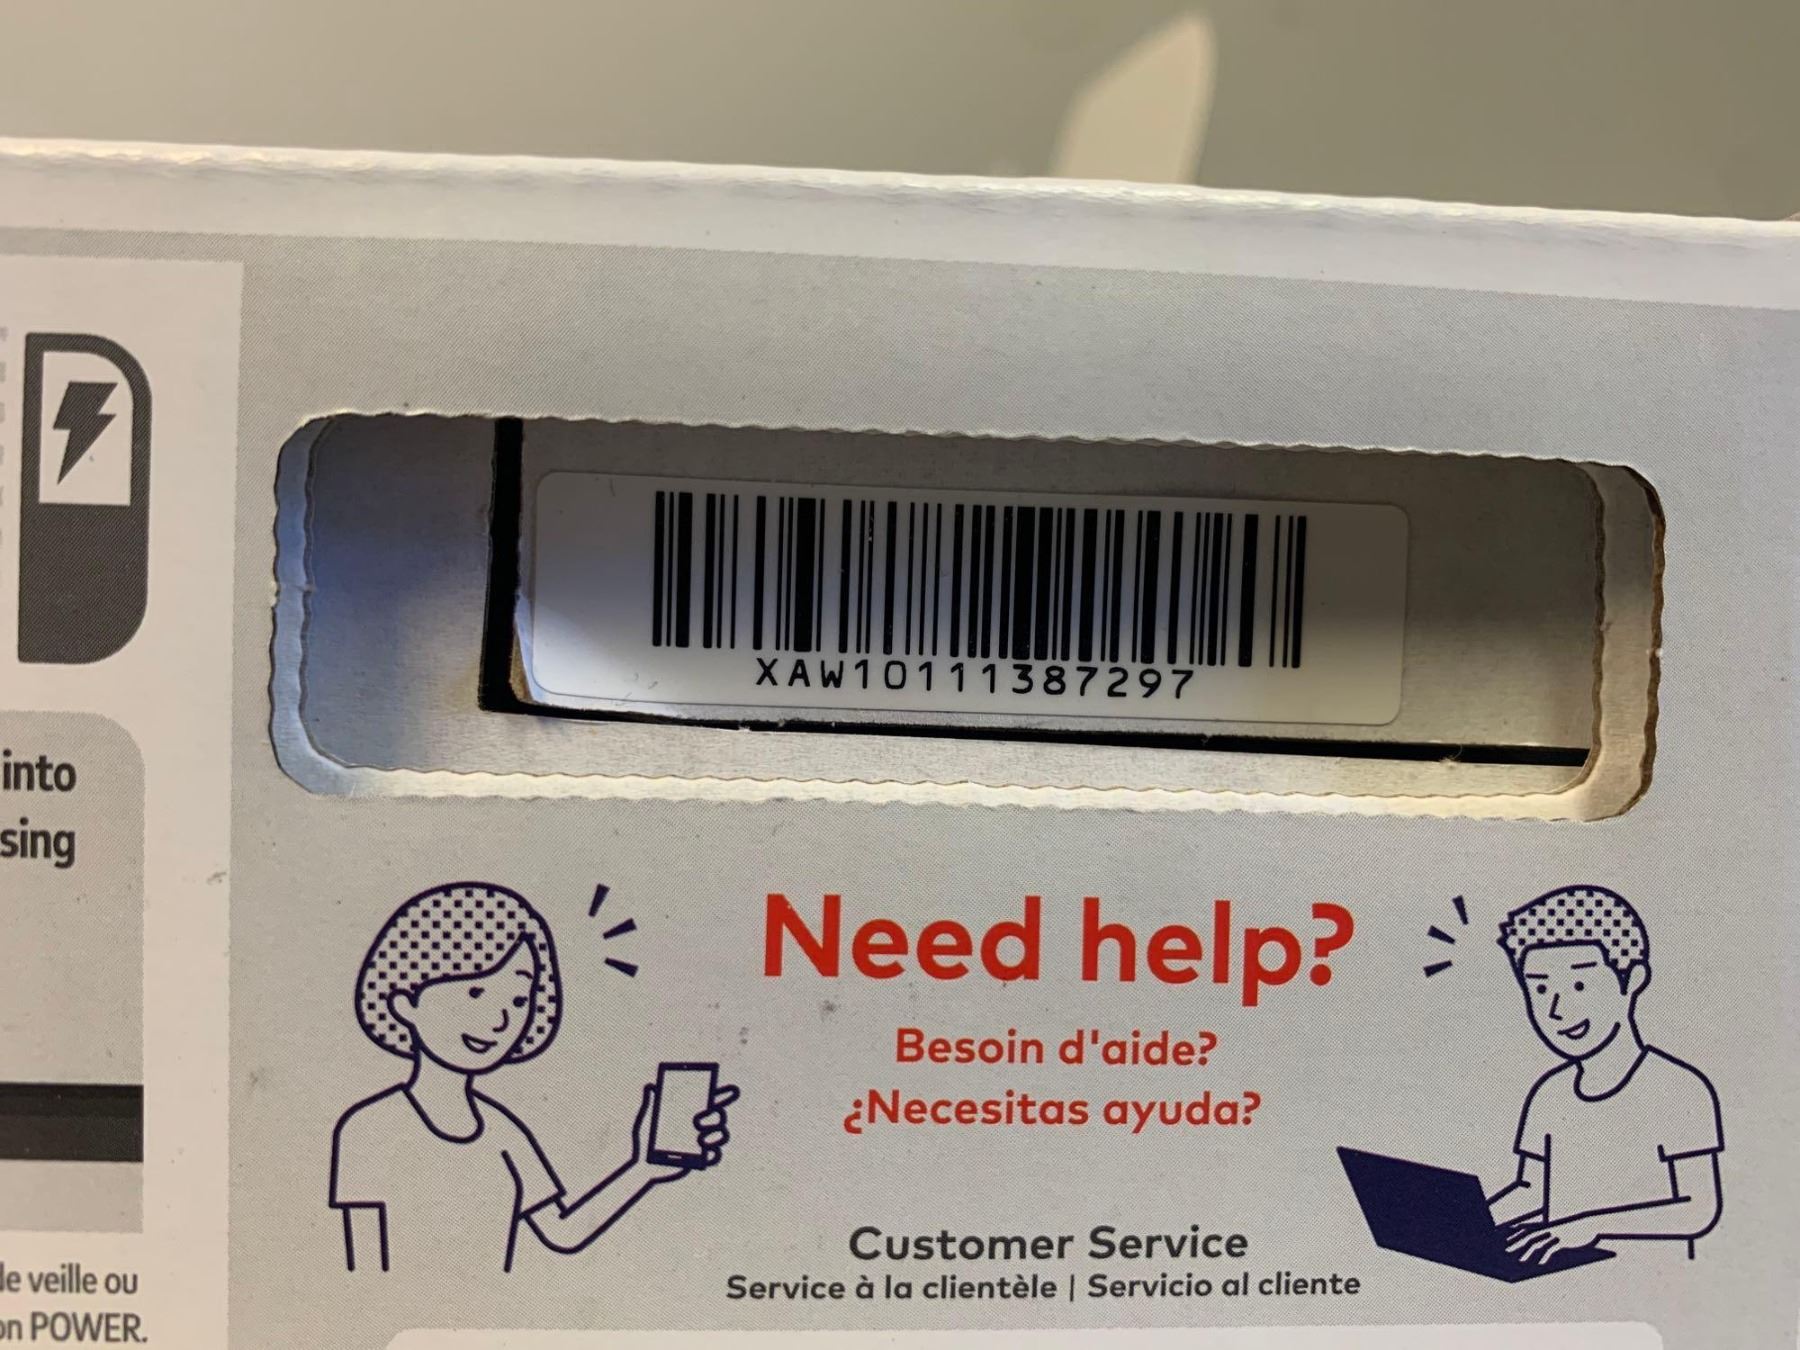 XAW10111387297
into
sing
Need help?
Besoin d'aide?
¿Necesitas ayuda?
Customer Service
Service à la clientèle | Servicio al cliente
de veille ou
on POWER.